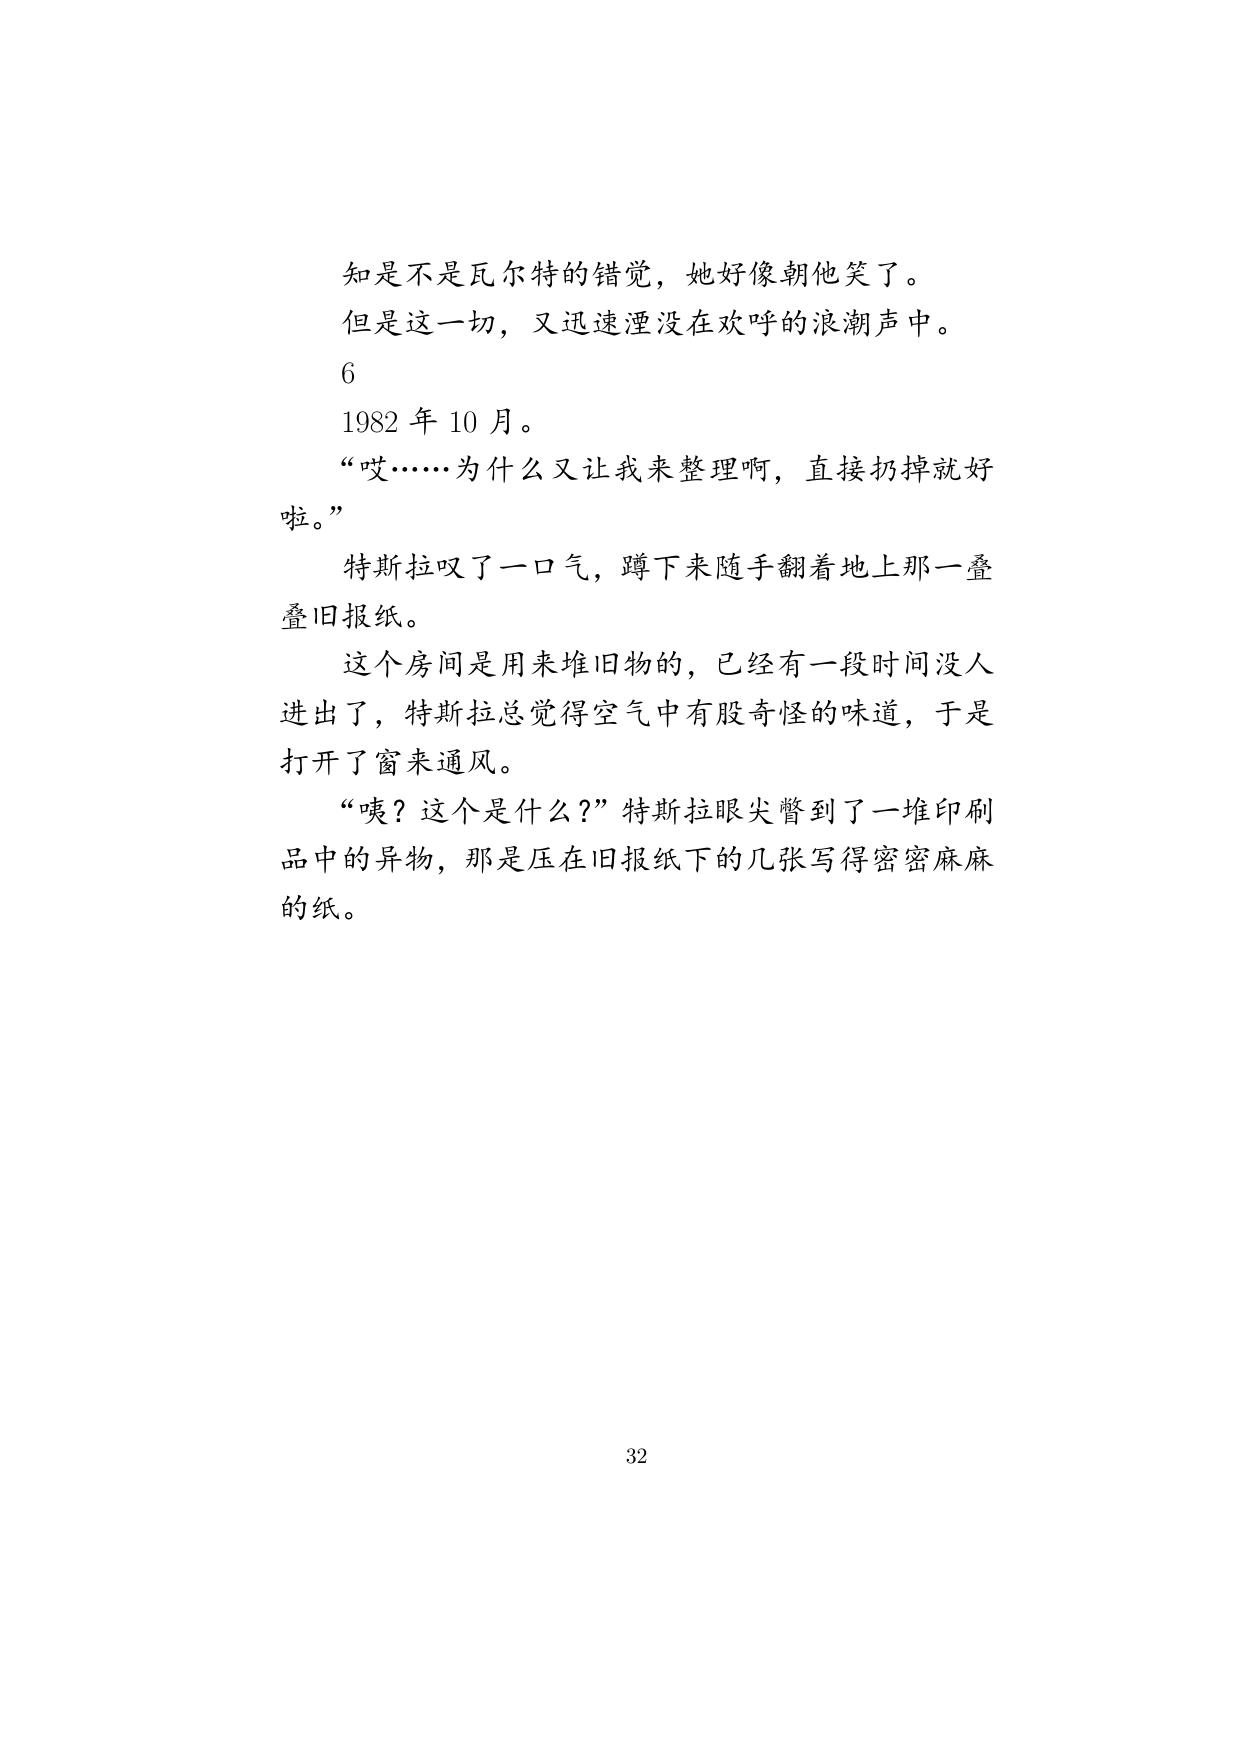 知是不是瓦尔特的错觉，她好像朝他笑了。
但是这一切，又迅速湮没在欢呼的浪潮声中。
6
1982 年 10 月。
“哎……为什么又让我来整理啊，直接扔掉就好
啦。”
特斯拉叹了一口气，蹲下来随手翻着地上那一叠
叠旧报纸。
这个房间是用来堆旧物的，已经有一段时间没人
进出了，特斯拉总觉得空气中有股奇怪的味道，于是
打开了窗来通风。
“咦？这个是什么？”特斯拉眼尖瞥到了一堆印刷
品中的异物，那是压在旧报纸下的几张写得密密麻麻
的纸。
32